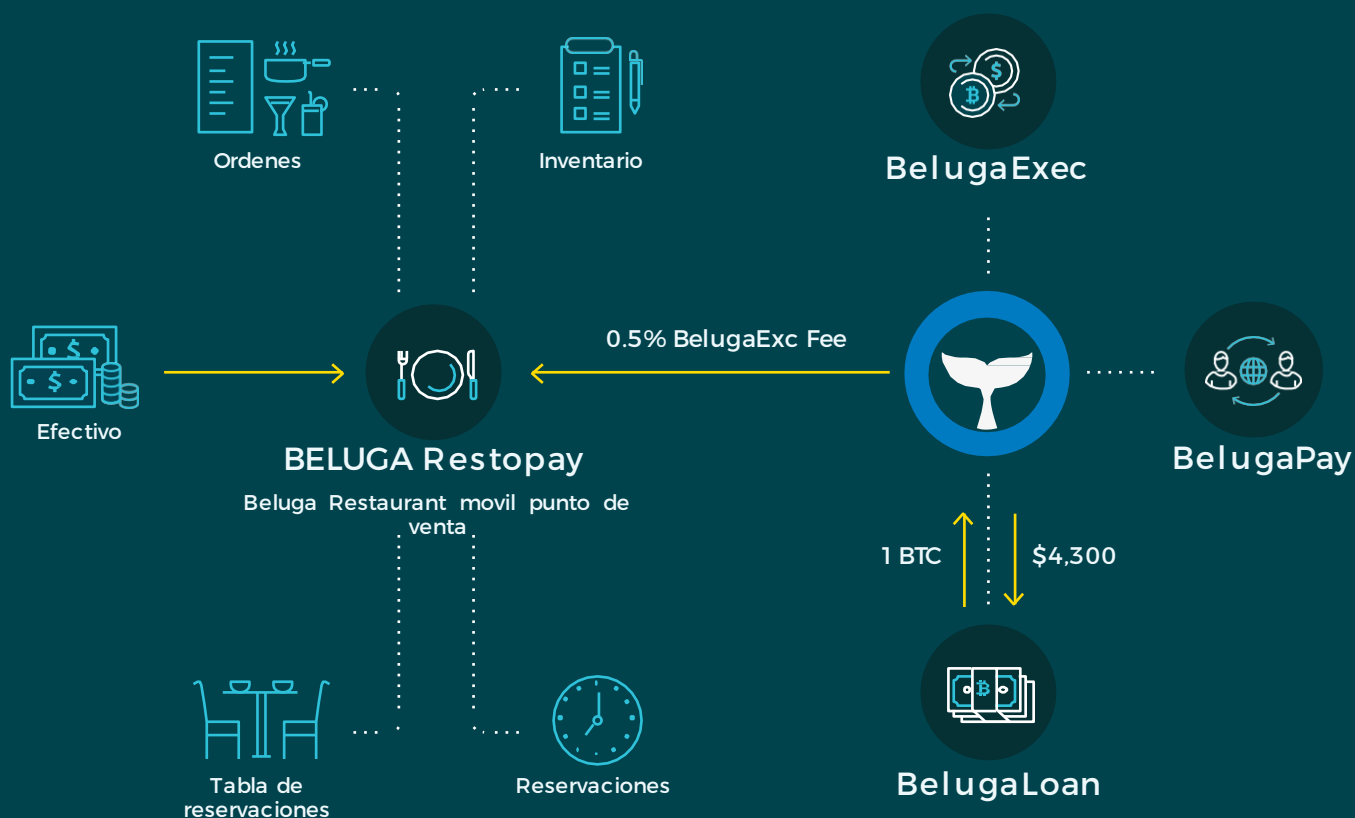 Ordenes
Inventario
BelugaExec
0.5% BelugaExc Fee
Efectivo
BELUGA Restopay
Beluga Restaurant movil punto de
venta
BelugaPay
1 BTC
$4,300
Tabla de
reservaciones
Reservaciones
BelugaLoan